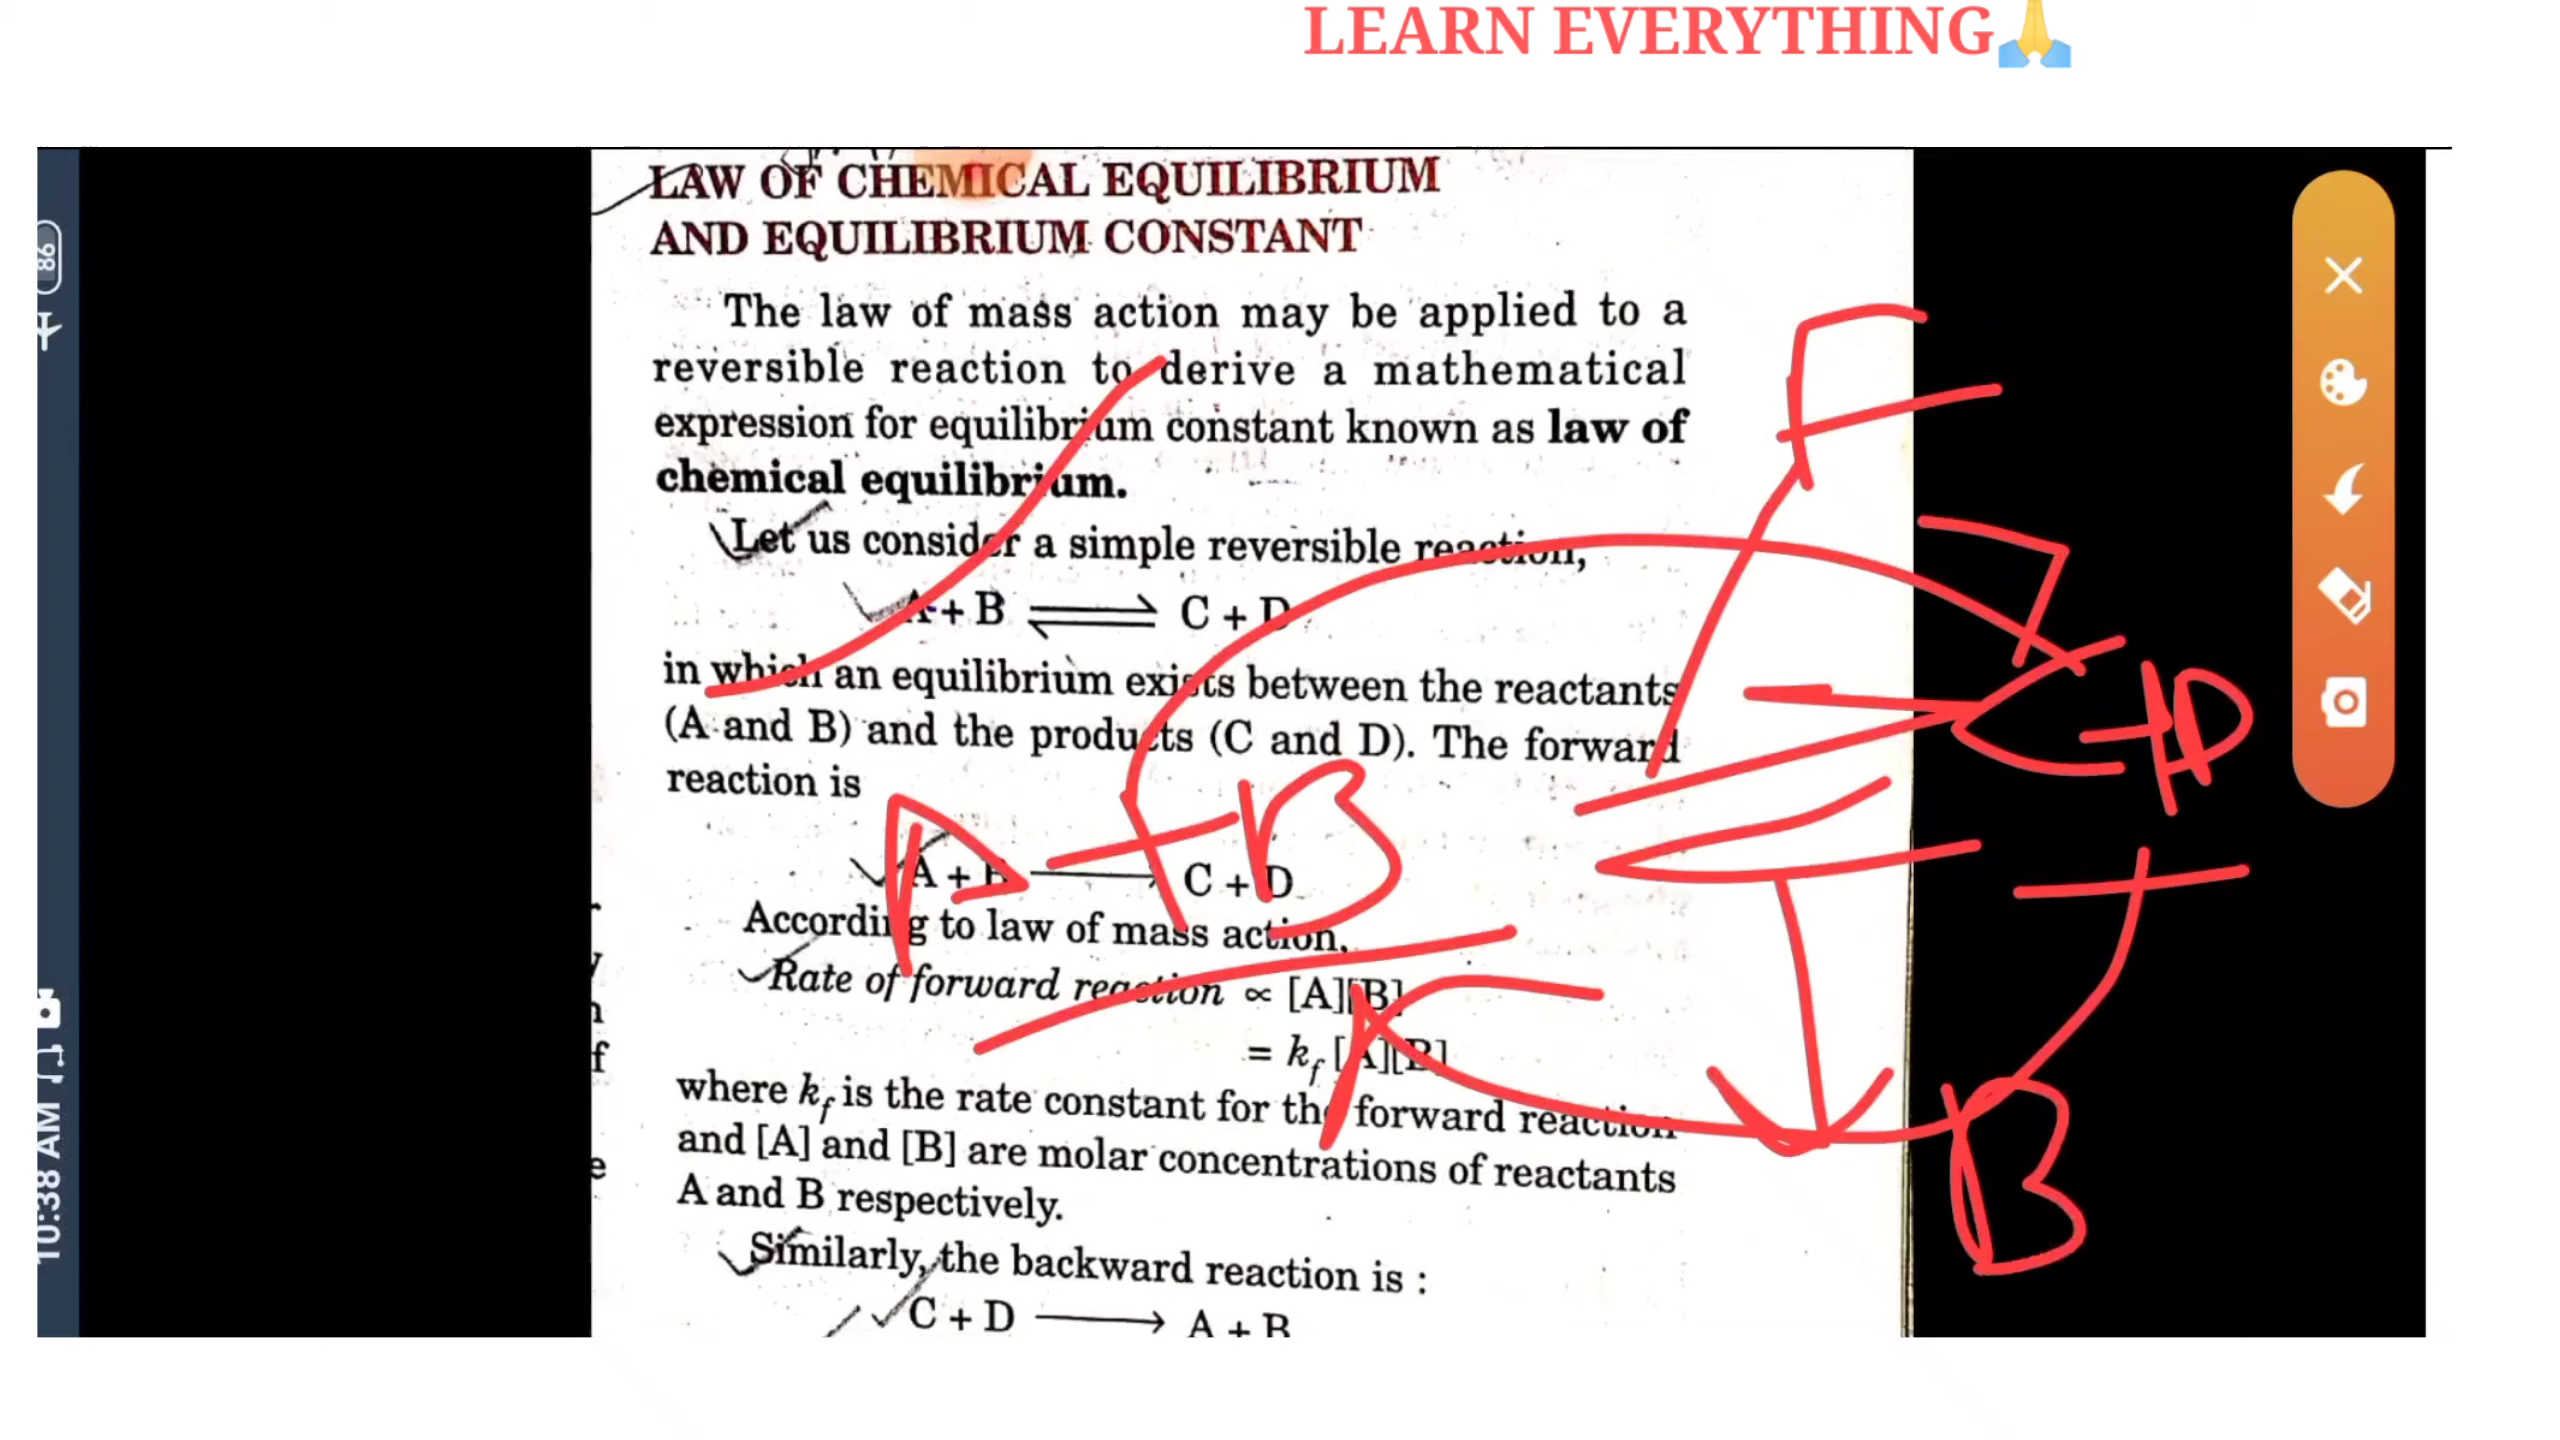 LEARN EVERYTHING🙏
98
10:38 AM
LAW OF CHEMICAL EQUILIBRIUM
AND EQUILIBRIUM CONSTANT
The law of mass action may be applied to a
reversible reaction to derive a mathematical
expression for equilibrium constant known as law of
chemical equilibrium.
Let us consider a simple reversible reaction,
A + B ⇌ C + D
in which an equilibrium exists between the reactants
(A and B) and the products (C and D). The forward
reaction is
A + B ⟶ C + D
According to law of mass action,
Rate of forward reaction ∝ [A][B]
= kf [A][B]
where kf is the rate constant for the forward reaction
and [A] and [B] are molar concentrations of reactants
A and B respectively.
Similarly, the backward reaction is :
C + D ⟶ A + B
F
A + B ⇌ C + D
B